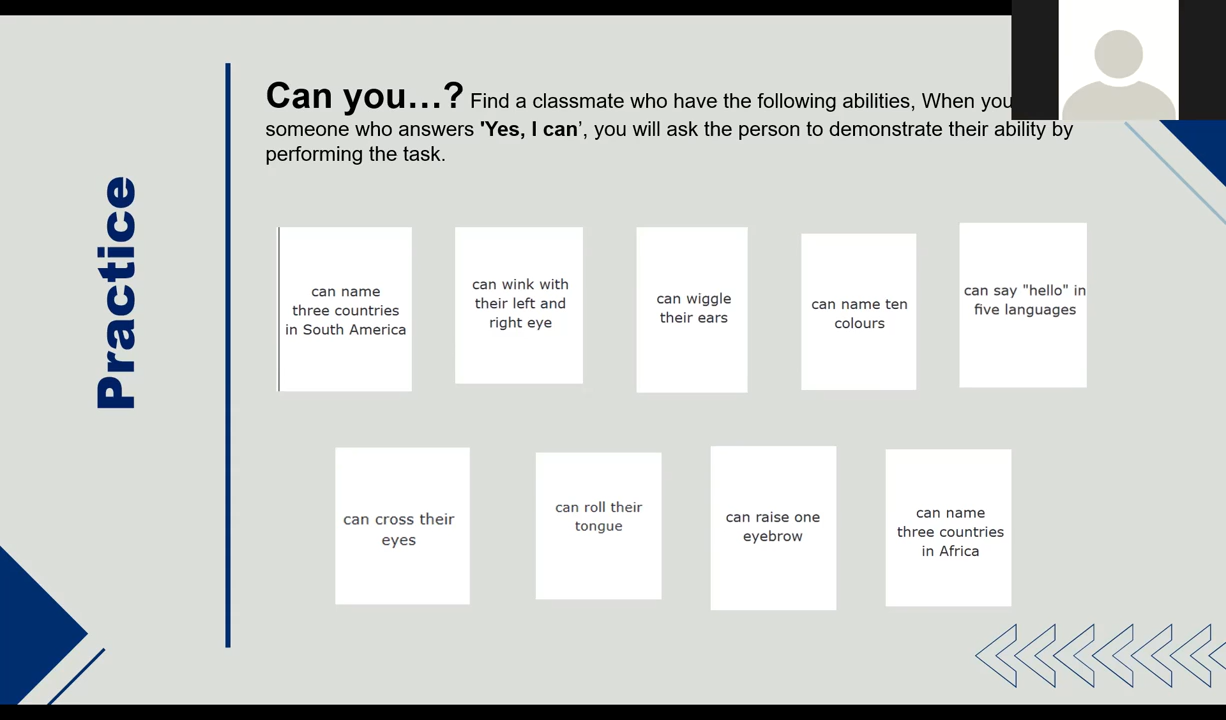 Practice
Can you…? Find a classmate who have the following abilities, When you
someone who answers 'Yes, I can’, you will ask the person to demonstrate their ability by
performing the task.
can name
three countries
in South America
can wink with
their left and
right eye
can wiggle
their ears
can name ten
colours
can say "hello" in
five languages
can cross their
eyes
can roll their
tongue
can raise one
eyebrow
can name
three countries
in Africa